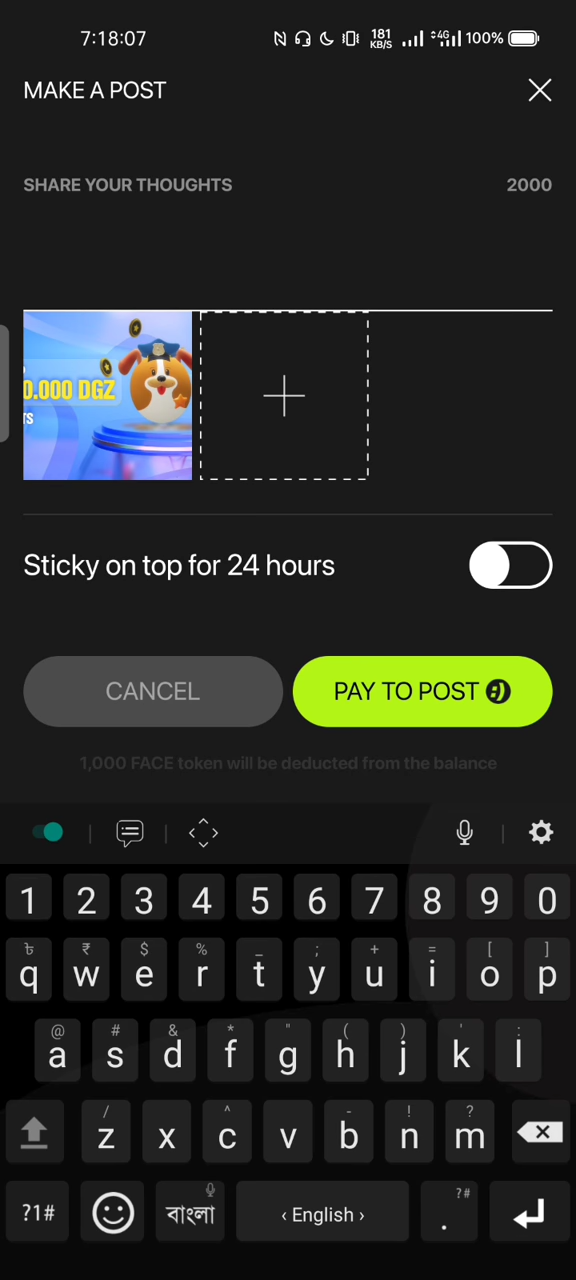 7:18:07 181 KB/S 4G 100%
MAKE A POST
SHARE YOUR THOUGHTS 2000
0.000 DGZ
TS
Sticky on top for 24 hours
CANCEL PAY TO POST
1,000 FACE token will be deducted from the balance
1 2 3 4 5 6 7 8 9 0
৳ ₹ $ % _ ; + = [ ]
q w e r t y u i o p
@ # & * " ( ) ' :
a s d f g h j k l
/ ^ - ! ?
z x c v b n m
?1# বাংলা ‹ English › . ?#